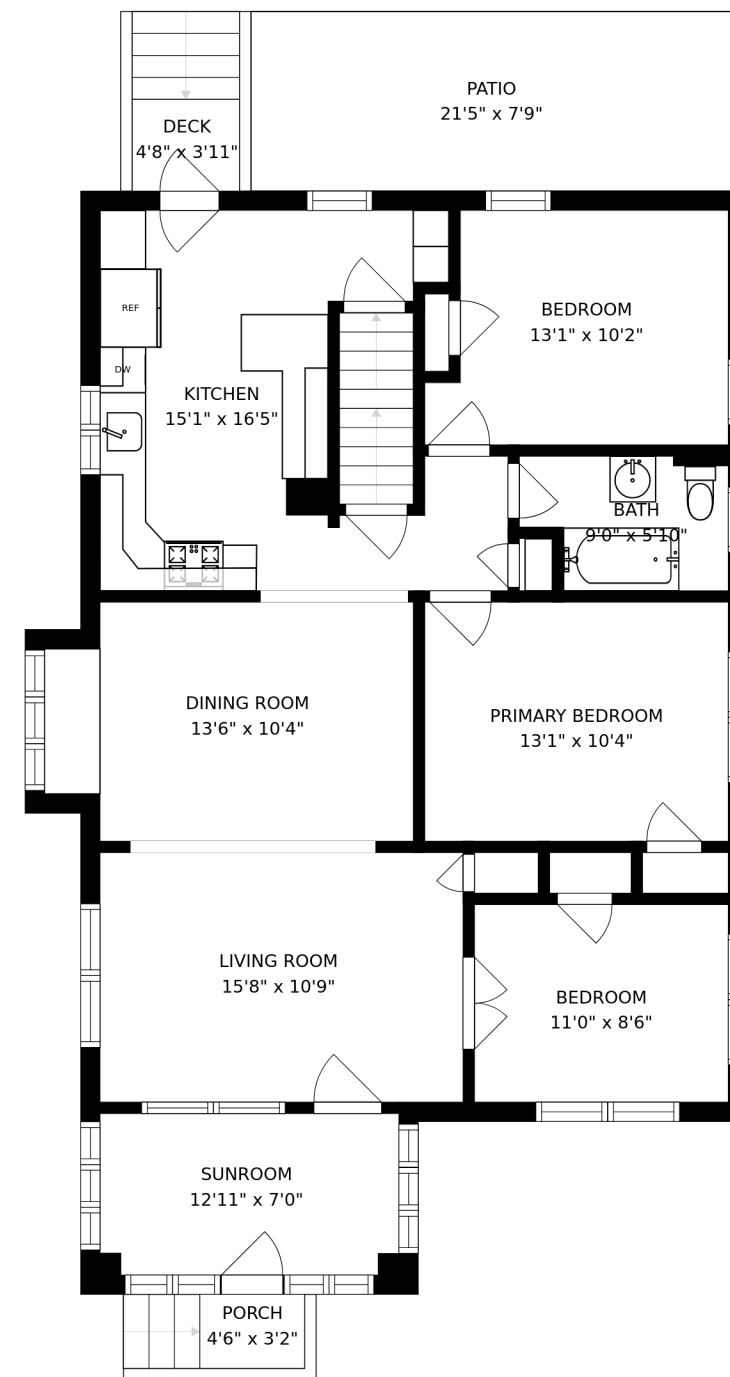 PATIO
21'5" x 7'9"
DECK
4'8" x 3'11"
REF
BEDROOM
13'1" x 10'2"
DW
KITCHEN
15'1" x 16'5"
BATH
9'0" x 5'10"
DINING ROOM
13'6" x 10'4"
PRIMARY BEDROOM
13'1" x 10'4"
LIVING ROOM
15'8" x 10'9"
BEDROOM
11'0" x 8'6"
SUNROOM
12'11" x 7'0"
PORCH
4'6" x 3'2"